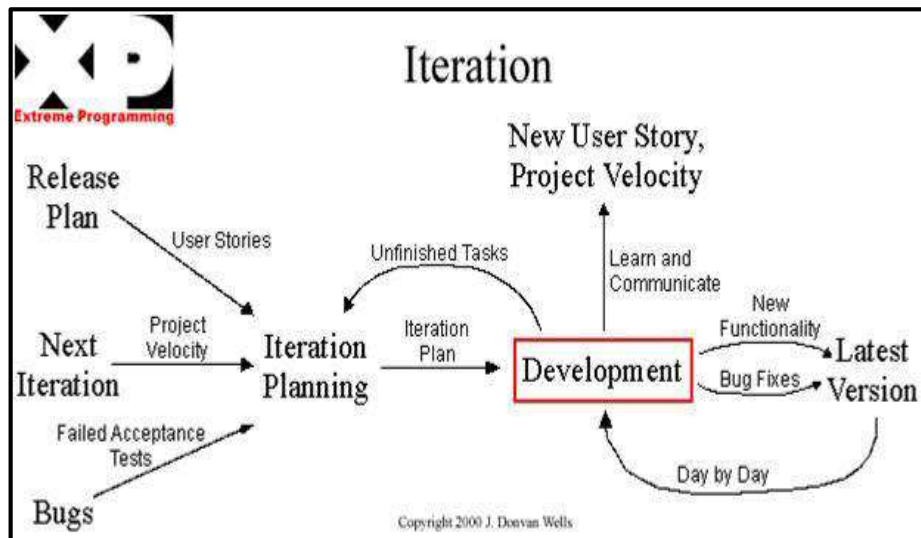 XP
Extreme Programming
Iteration
New User Story,
Project Velocity
Release
Plan
User Stories
Unfinished Tasks
Learn and
Communicate
New
Functionality
Project
Velocity
Next
Iteration
Iteration
Planning
Iteration
Plan
Development
Latest
Version
Bug Fixes
Failed Acceptance
Tests
Day by Day
Bugs
Copyright 2000 J. Donvan Wells